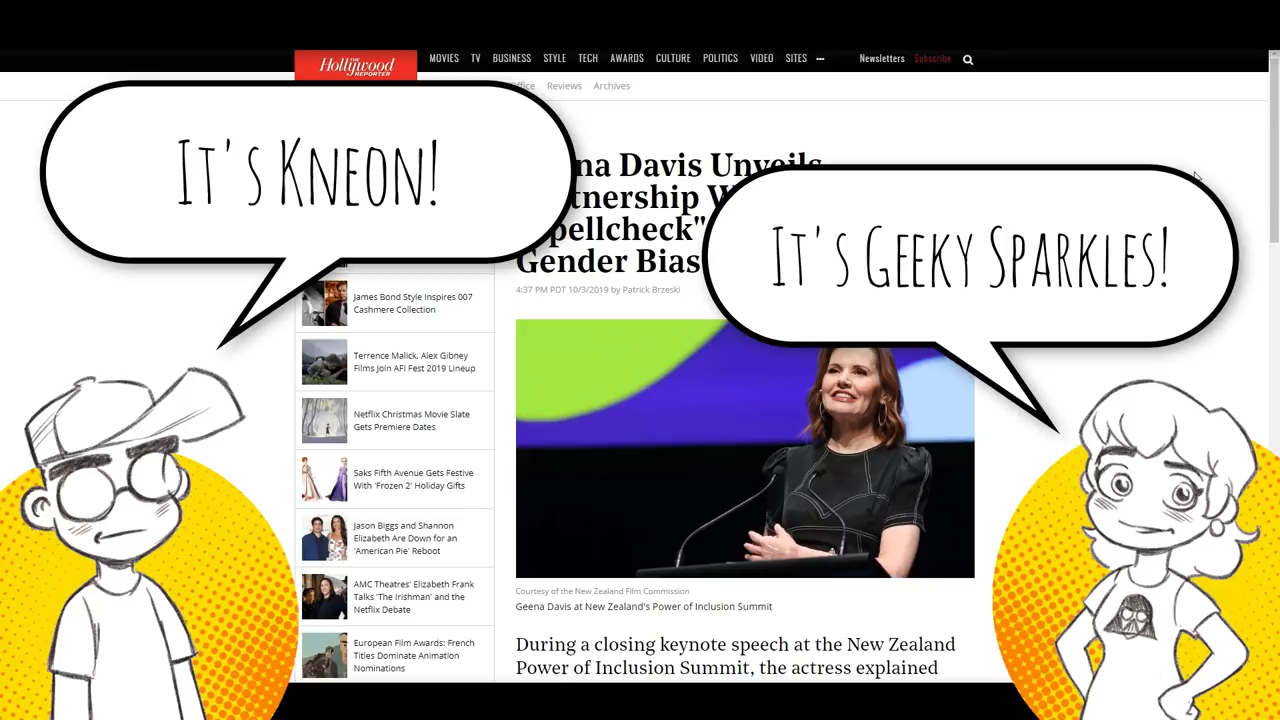 THE
Hollywood
REPORTER
MOVIES TV BUSINESS STYLE TECH AWARDS CULTURE POLITICS VIDEO SITES •••
Newsletters Subscribe
Reviews Archives
It's Kneon!
It's Geeky Sparkles!
Davis Unveils
Gender Bias
4:37 PM PDT 10/3/2019 by Patrick Brzeski
James Bond Style Inspires 007
Cashmere Collection
Terrence Malick, Alex Gibney
Films Join AFI Fest 2019 Lineup
Netflix Christmas Movie Slate
Gets Premiere Dates
Saks Fifth Avenue Gets Festive
With 'Frozen 2' Holiday Gifts
Jason Biggs and Shannon
Elizabeth Are Down for an
'American Pie' Reboot
AMC Theatres' Elizabeth Frank
Talks 'The Irishman' and the
Netflix Debate
European Film Awards: French
Titles Dominate Animation
Nominations
Courtesy of the New Zealand Film Commission
Geena Davis at New Zealand's Power of Inclusion Summit
During a closing keynote speech at the New Zealand
Power of Inclusion Summit, the actress explained